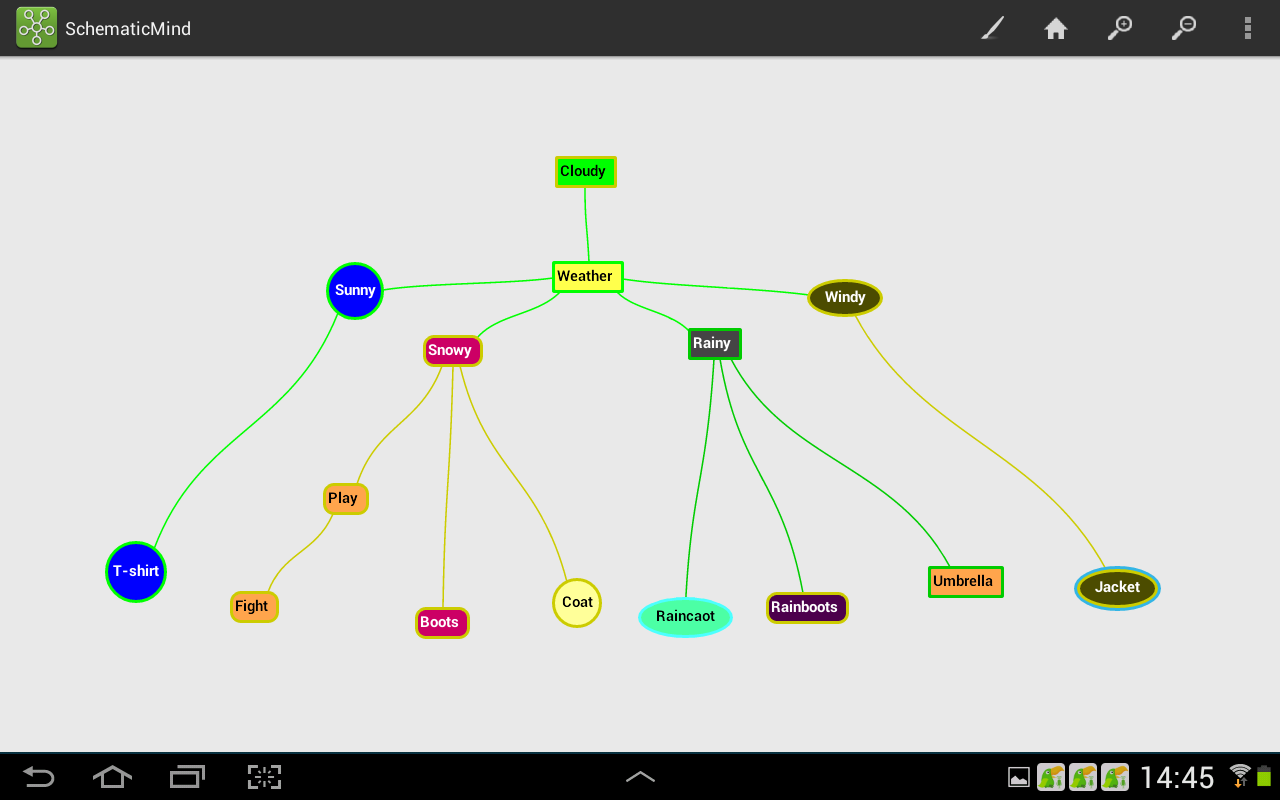 SchematicMind
Cloudy
Weather
Sunny
Windy
Snowy
Rainy
Play
T-shirt
Fight
Boots
Coat
Raincaot
Rainboots
Umbrella
Jacket
14:45